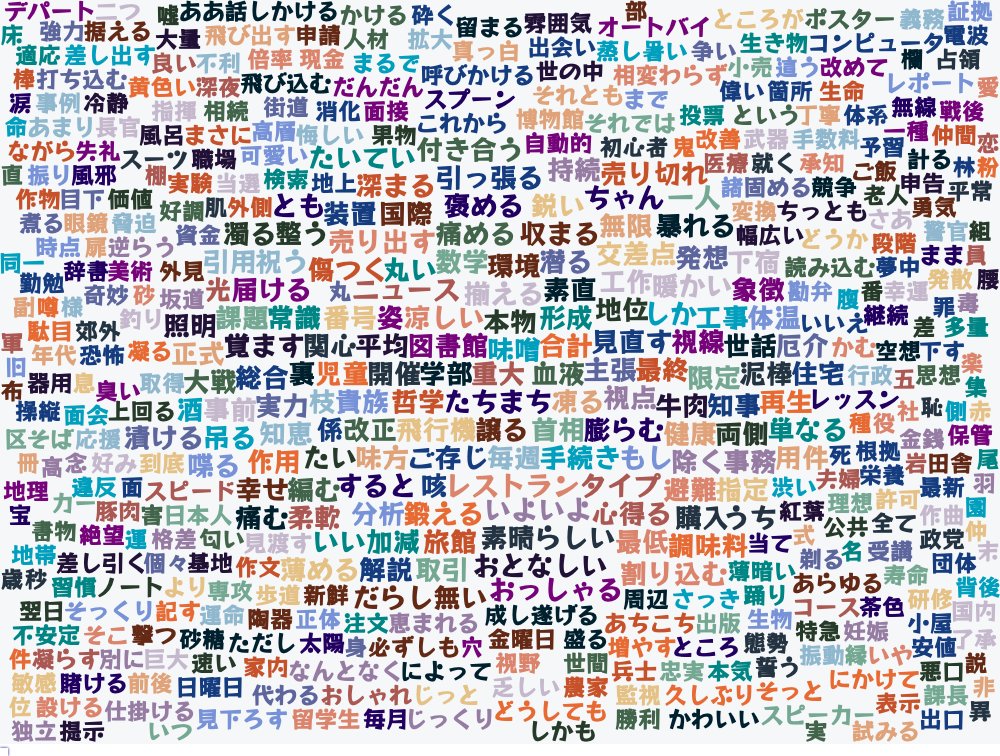 デパート 二つ 嘘 ああ 話しかける かける 砕く 留まる 雰囲気 部 オートバイ ところが ポスター 義務 証拠
床 強力 据える 大量 飛び出す 申請 人材 拡大 真っ白 出会い 蒸し暑い 争い 生き物 コンピュータ 電波
適応 差し出す 良い 不利 倍率 現金 まるで 呼びかける 世の中 相変わらず 小売 違う 改めて 欄 占領
棒 打ち込む 黄色い 深夜 飛び込む だんだん スプーン それとも まで 偉い 箇所 生命 レポート 愛
涙 事例 冷静 指揮 相続 街道 消化 面接 これから 博物館 それでは 投票 という 丁寧 体系 無線 戦後
命 あまり 長官 風呂 まさに 高層 悔しい 果物 付き合う 自動的 初心者 鬼 改善 武器 手数料 予習 一種 仲間 恋
ながら 失礼 スーツ 職場 可愛い たいてい 引っ張る 持続 売り切れ 医療 就く 承知 ご飯 計る 林 粉
直 振り 風邪 棚 実験 当選 検索 地上 深まる 諸 固める 競争 老人 申告 平常
作物 目下 価値 好調 肌 外側 とも 装置 国際 褒める 鋭い ちゃん 一人 変換 ちっとも さあ 勇気
煮る 眼鏡 脅迫 資金 濁る 整う 売り出す 痛める 収まる 無限 暴れる 幅広い どうか 段階 警官 組
時点 扉 逆らう 引用 祝う 傷つく 丸い 数学 環境 潜る 交差点 発想 下宿 読み込む 夢中 まま 員
同一 勤勉 辞書 美術 外見 光 届ける 丸 ニュース 揃える 素直 工作 暖かい 象徴 勘弁 腹 番 幸運 発散 腰
副 噂 様 奇妙 砂 坂道 釣り 照明 課題 常識 番号 姿 涼しい 本物 形成 地位 しか 工事 体温 いいえ 継続 罪 毒
軍 駄目 郊外 年代 恐怖 凝る 正式 覚ます 関心 平均 図書館 味噌 合計 見直す 視線 世話 厄介 かむ 空想 下す 差 多量 楽
旧 布 器用 息 臭い 取得 大戦 総合 裏 児童 開催 学部 重大 血液 主張 最終 限定 泥棒 住宅 行政 五 思想 集
操縦 面会 上回る 酒 事前 実力 枝 貴族 哲学 たちまち 凍る 視点 牛肉 知事 再生 レッスン 種 役 社 恥 側 赤
区 そば 応援 漬ける 吊る 知恵 係 改正 飛行機 譲る 首相 膨らむ 健康 両側 単なる 金銭 保管
冊 高 念 好み 到底 喋る 作用 たい 味方 ご存じ 毎週 手続き もし 除く 事務 用件 死 根拠 岩 田舎 尾
地理 カー 違反 面 スピード 幸せ 編む すると 咳 レストラン タイプ 避難 指定 渋い 夫婦 栄養 最新 羽
宝 書物 豚肉 害 日本人 痛む 柔軟 分析 鍛える いよいよ 心得る 購入 うち 紅葉 理想 許可 作曲 園
絶望 運 格差 匂い 見渡す いい加減 旅館 素晴らしい 最低 調味料 当て 式 公共 全て 政党 仲
地帯 差し引く 個々 基地 作文 薄める 解説 取引 おとなしい 割り込む 薄暗い 剃る 名 受講 団体 末
歳 秒 習慣 ノート より 専攻 歩道 新鮮 だらし無い おっしゃる 周辺 さっき 踊り あらゆる 寿命 背後
翌日 そっくり 記す 運命 陶器 正体 注文 恵まれる 成し遂げる あちこち 出版 生物 コース 茶色 研修 国内
不安定 そこ 撃つ 砂糖 ただし 太陽 身 必ずしも 穴 金曜日 盛る 増やす ところ 態勢 特急 妊娠 小屋 了承
件 凝らす 別に 巨大 速い 家内 なんとなく によって 視野 世間 兵士 忠実 本気 誓う 振動 縁 いや 安値 説
敏感 賭ける 前後 日曜日 代わる おしゃれ じっと 乏しい 農家 監視 久しぶり そっと にかけて 悪口 課長 非
位 設ける 仕掛ける 見下ろす 留学生 毎月 じっくり どうしても 勝利 かわいい スピーカー 表示 出口 異
独立 提示 いつ しかも 実 試みる